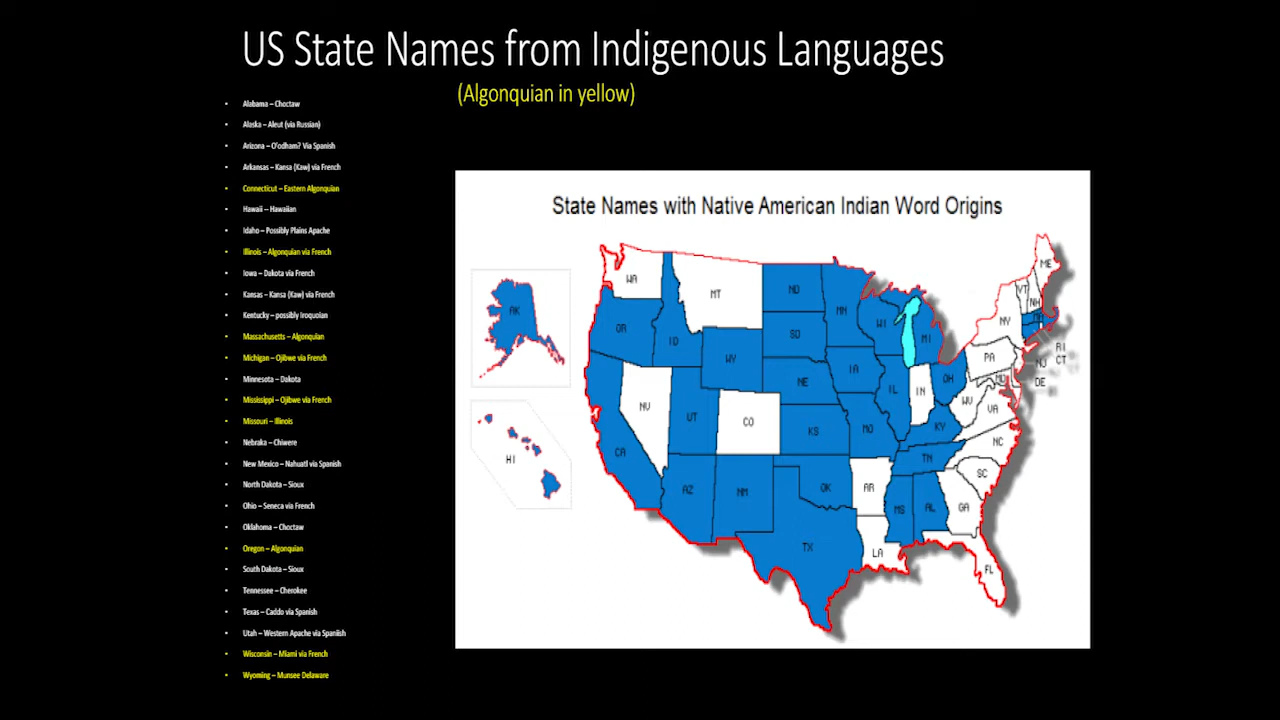 US State Names from Indigenous Languages
(Algonquian in yellow)
• Alabama – Choctaw
• Alaska – Aleut (via Russian)
• Arizona – O'odham? Via Spanish
• Arkansas – Kansa (Kaw) via French
• Connecticut – Eastern Algonquian
• Hawaii – Hawaiian
• Idaho – Possibly Plains Apache
• Illinois – Algonquian via French
• Iowa – Dakota via French
• Kansas – Kansa (Kaw) via French
• Kentucky – possibly Iroquoian
• Massachusetts – Algonquian
• Michigan – Ojibwe via French
• Minnesota – Dakota
• Mississippi – Ojibwe via French
• Missouri – Illinois
• Nebraka – Chiwere
• New Mexico – Nahuatl via Spanish
• North Dakota – Sioux
• Ohio – Seneca via French
• Oklahoma – Choctaw
• Oregon – Algonquian
• South Dakota – Sioux
• Tennessee – Cherokee
• Texas – Caddo via Spanish
• Utah – Western Apache via Spaniish
• Wisconsin – Miami via French
• Wyoming – Munsee Delaware
State Names with Native American Indian Word Origins
ME
WA
VT
MT
ND
NH
AK
MN
MA
NY
WI
OR
SD
MI
ID
RI
PA
CT
WY
NJ
IA
OH
MD
DE
NE
IL
IN
WV
NV
VA
UT
CO
KY
KS
MO
NC
CA
TN
HI
SC
AZ
NM
OK
AR
GA
MS
AL
TX
LA
FL